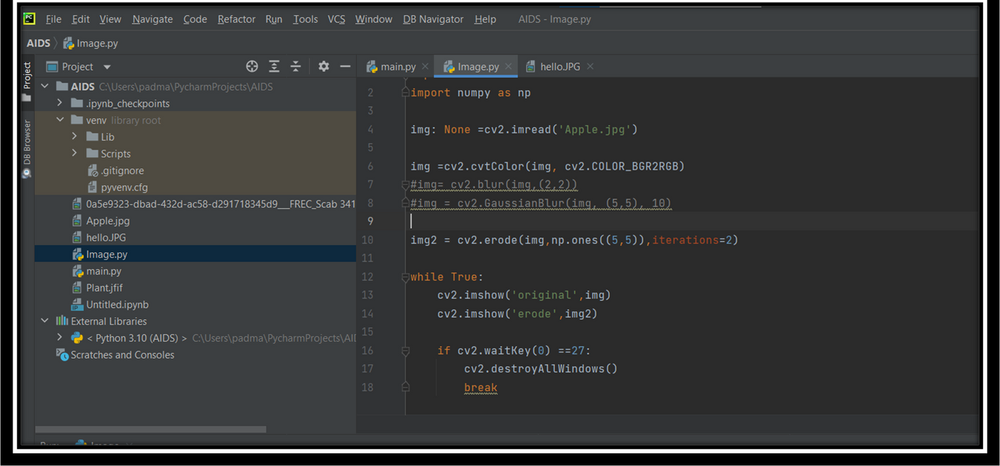 PC File Edit View Navigate Code Refactor Run Tools VCS Window DB Navigator Help AIDS - Image.py
AIDS Image.py
Project
DB Browser
Project
AIDS C:\Users\padma\PycharmProjects\AIDS
.ipynb_checkpoints
venv library root
Lib
Scripts
.gitignore
pyvenv.cfg
0a5e9323-dbad-432d-ac58-d291718345d9___FREC_Scab 341
Apple.jpg
helloJPG
Image.py
main.py
Plant.jfif
Untitled.ipynb
External Libraries
< Python 3.10 (AIDS) > C:\Users\padma\PycharmProjects\AI
Scratches and Consoles
main.py Image.py helloJPG
2 import numpy as np
3
4 img: None =cv2.imread('Apple.jpg')
5
6 img =cv2.cvtColor(img, cv2.COLOR_BGR2RGB)
7 #img= cv2.blur(img,(2,2))
8 #img = cv2.GaussianBlur(img, (5,5), 10)
9
10 img2 = cv2.erode(img,np.ones((5,5)),iterations=2)
11
12 while True:
13 cv2.imshow('original',img)
14 cv2.imshow('erode',img2)
15
16 if cv2.waitKey(0) ==27:
17 cv2.destroyAllWindows()
18 break